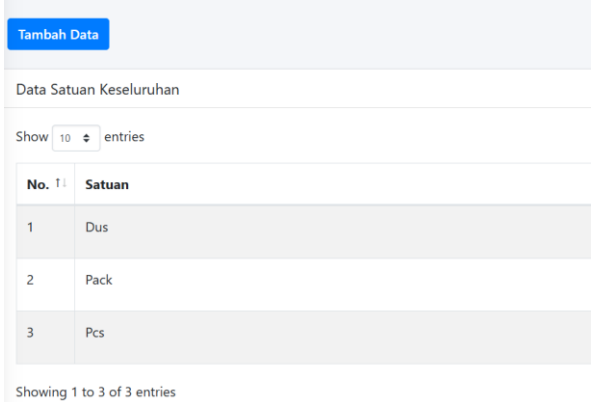 Tambah Data
Data Satuan Keseluruhan
Show 10 entries
No. Satuan
1 Dus
2 Pack
3 Pcs
Showing 1 to 3 of 3 entries